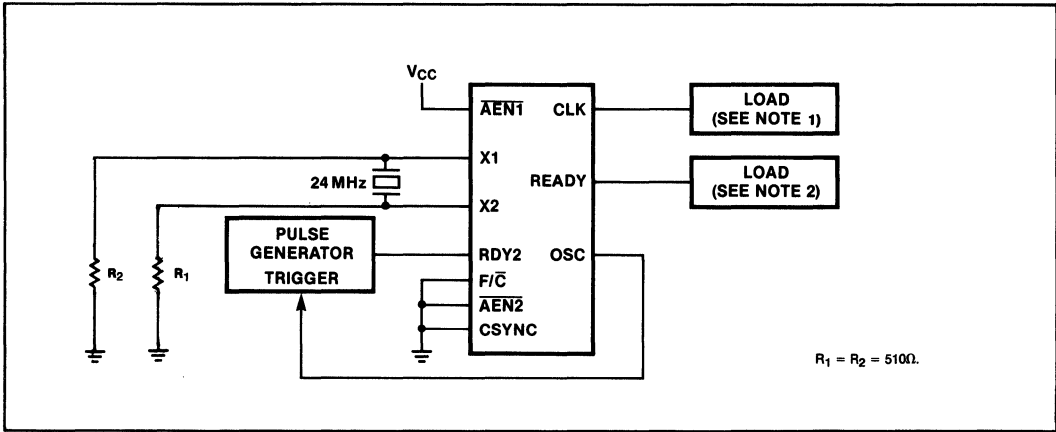 VCC
AEN1
CLK
LOAD
(SEE NOTE 1)
X1
24 MHz
READY
LOAD
(SEE NOTE 2)
X2
PULSE
GENERATOR
TRIGGER
RDY2
OSC
R2
R1
F/C
AEN2
CSYNC
R1 = R2 = 510Ω.